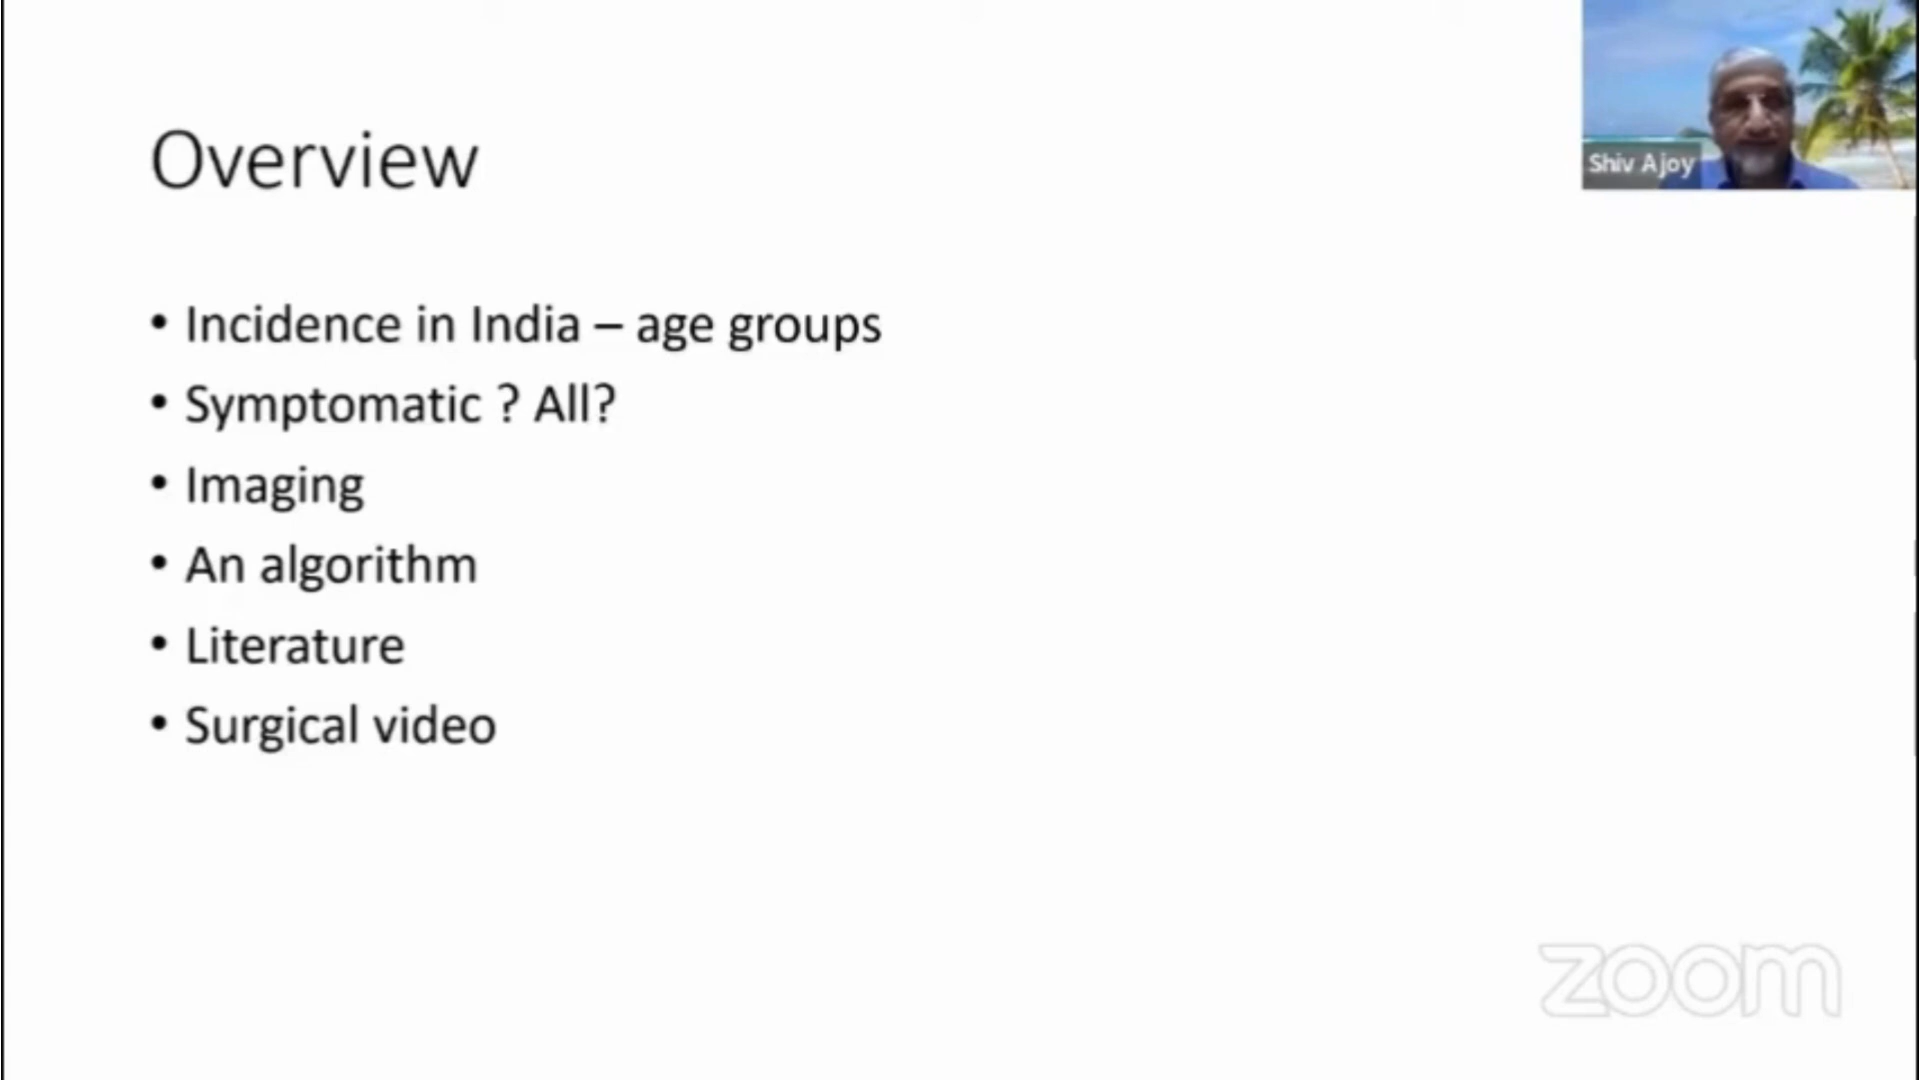 Overview
Shiv Ajoy
• Incidence in India – age groups
• Symptomatic ? All?
• Imaging
• An algorithm
• Literature
• Surgical video
zoom